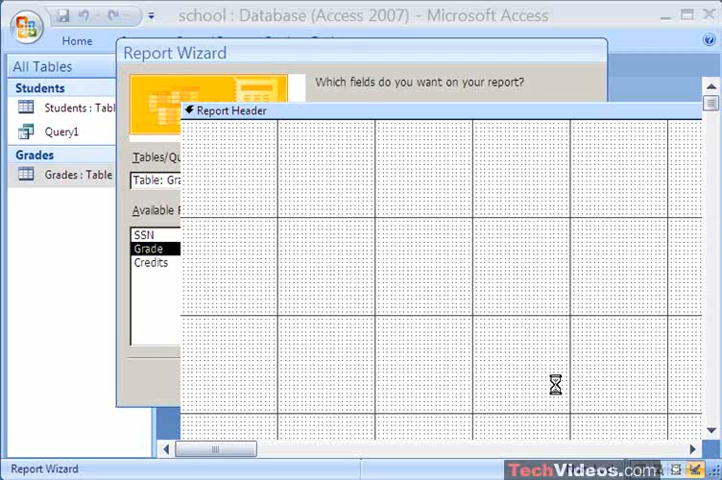 school : Database (Access 2007) - Microsoft Access
Home
All Tables
Students
Students : Tabl
Query1
Grades
Grades : Table
Report Wizard
Which fields do you want on your report?
Report Header
Tables/Qu
Table: Gra
Available F
SSN
Grade
Credits
Report Wizard
TechVideos.com